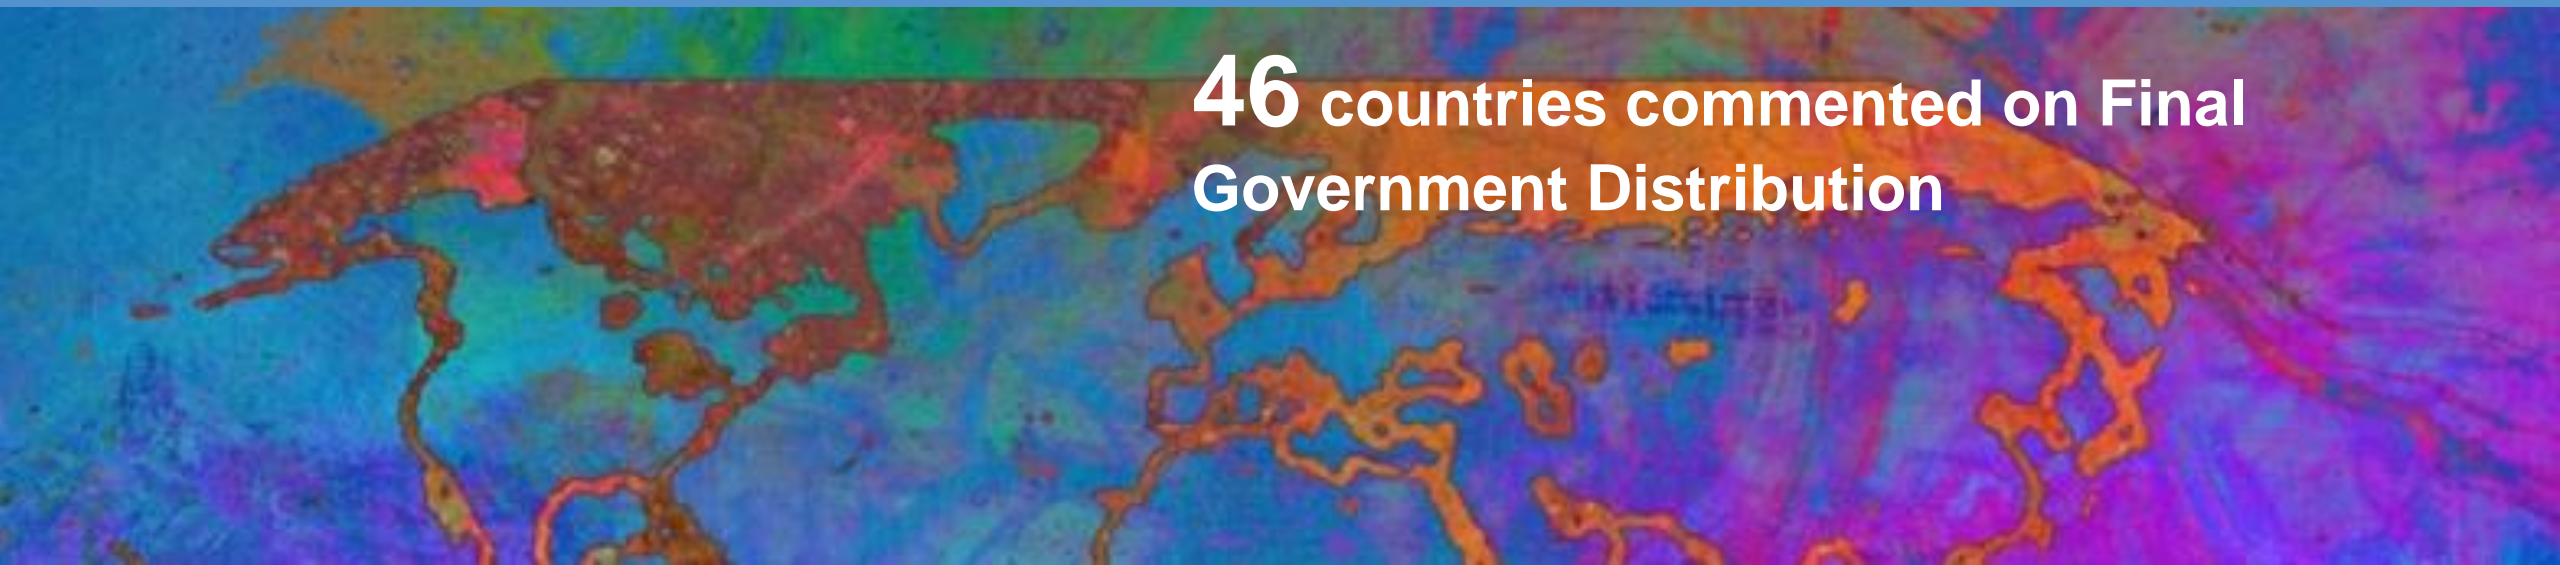 46 countries commented on Final
Government Distribution